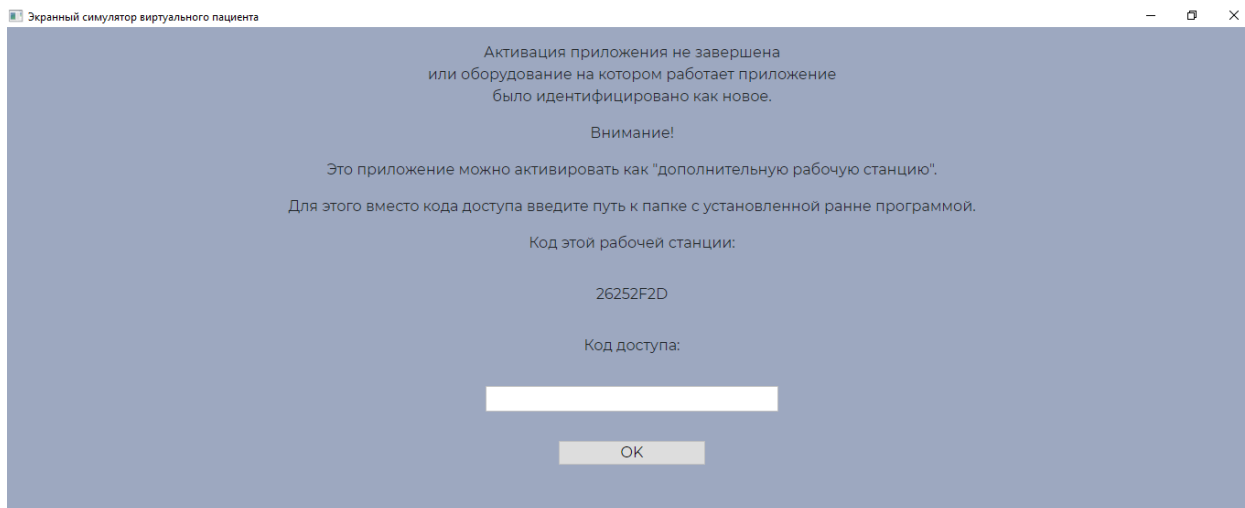 Экранный симулятор виртуального пациента
Активация приложения не завершена
или оборудование на котором работает приложение
было идентифицировано как новое.
Внимание!
Это приложение можно активировать как "дополнительную рабочую станцию".
Для этого вместо кода доступа введите путь к папке с установленной ранне программой.
Код этой рабочей станции:
26252F2D
Код доступа:
OK